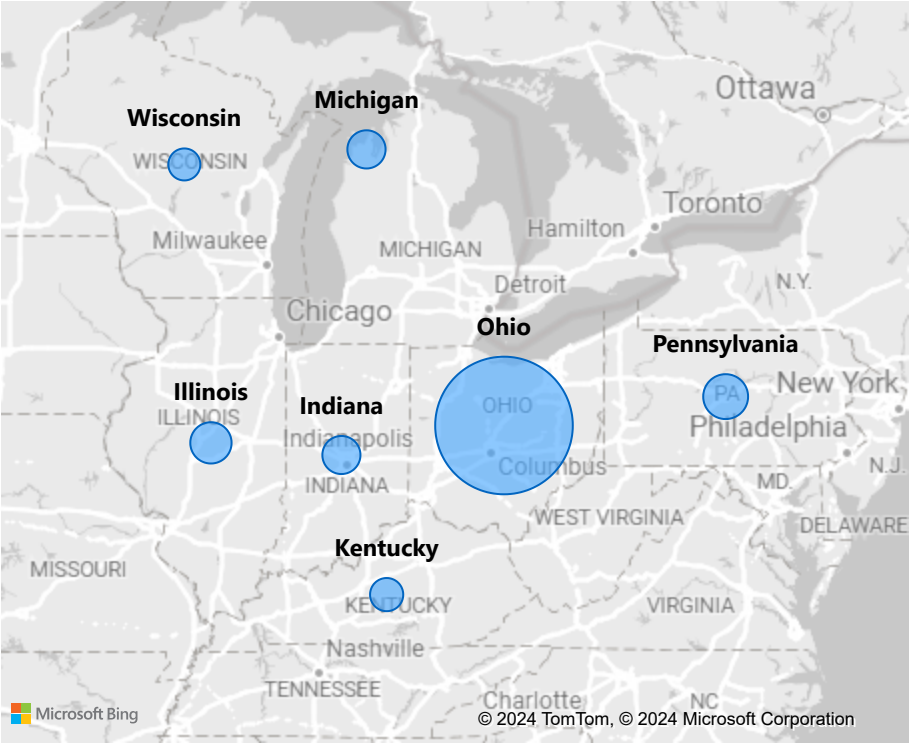 Ottawa
Michigan
Wisconsin
WISCONSIN
Toronto
Hamilton
Milwaukee
MICHIGAN
N.Y.
Detroit
Chicago
Ohio
Pennsylvania
Illinois
Indiana
PA
New York
OHIO
ILLINOIS
Philadelphia
Indianapolis
Columbus
N.J.
INDIANA
MD.
WEST VIRGINIA
DELAWARE
Kentucky
MISSOURI
KENTUCKY
VIRGINIA
Nashville
TENNESSEE
Charlotte
NC
Microsoft Bing
© 2024 TomTom, © 2024 Microsoft Corporation